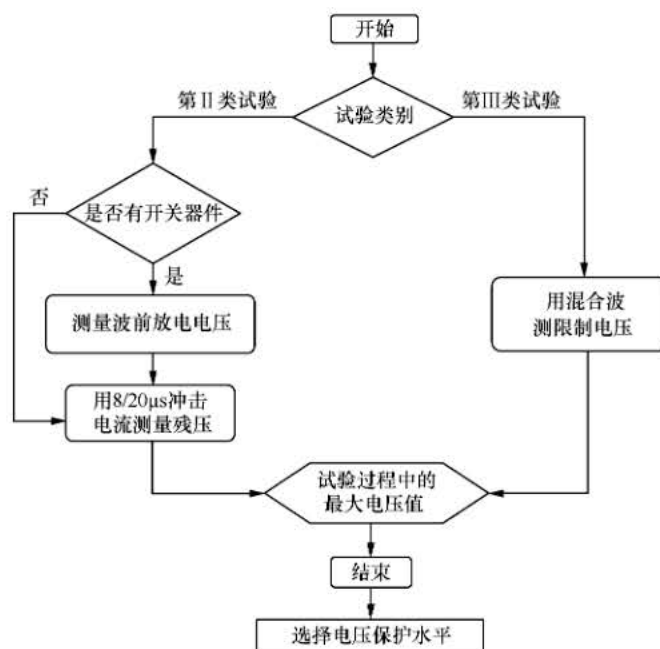 开始
第Ⅱ类试验
试验类别
第Ⅲ类试验
否
是否有开关器件
是
测量波前放电电压
用混合波
测限制电压
用8/20μs冲击
电流测量残压
试验过程中的
最大电压值
结束
选择电压保护水平